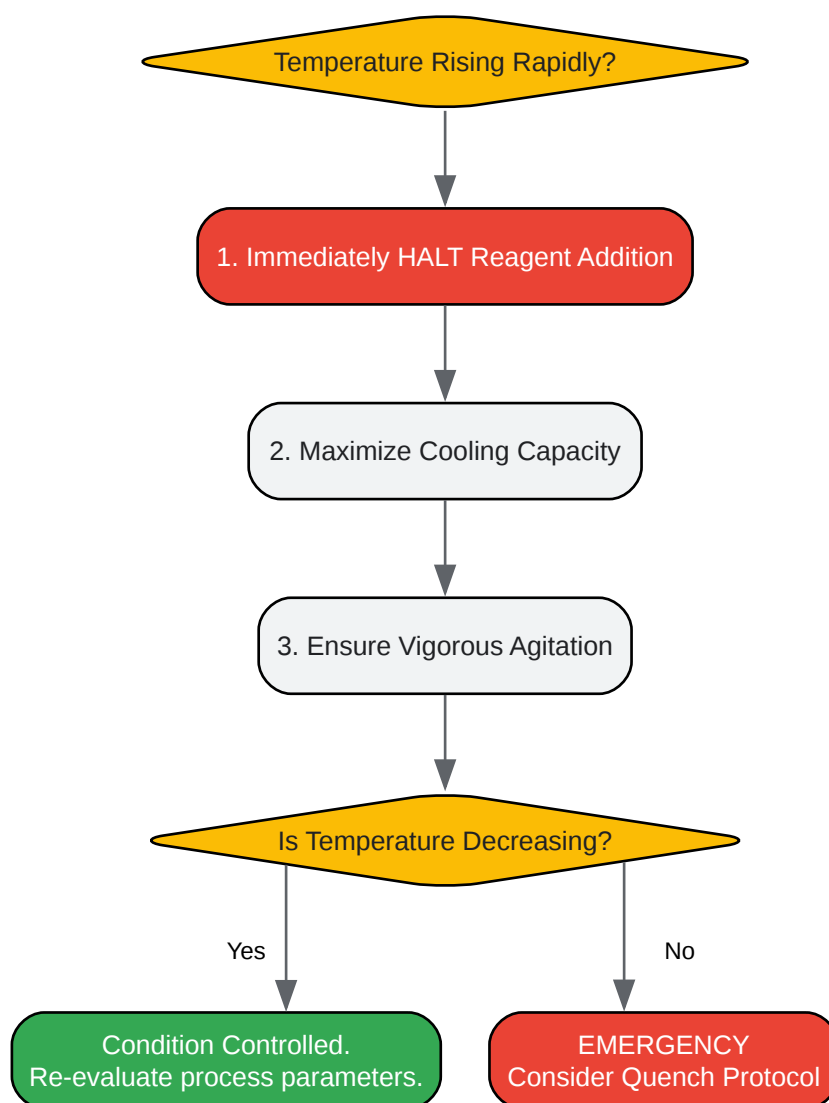 Temperature Rising Rapidly?
1. Immediately HALT Reagent Addition
2. Maximize Cooling Capacity
3. Ensure Vigorous Agitation
Is Temperature Decreasing?
Yes
No
Condition Controlled.
Re-evaluate process parameters.
EMERGENCY
Consider Quench Protocol